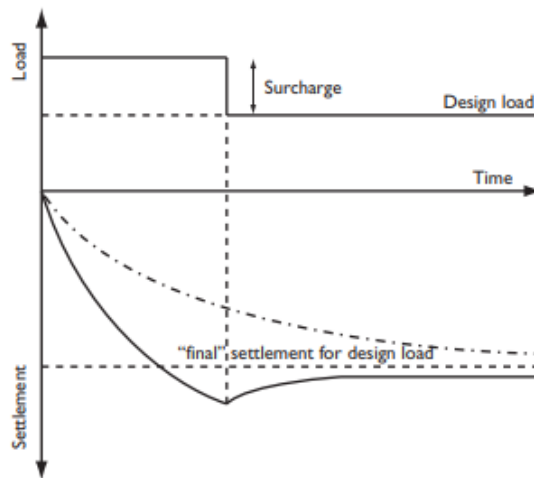 Load
Surcharge
Design load
Time
“final” settlement for design load
Settlement